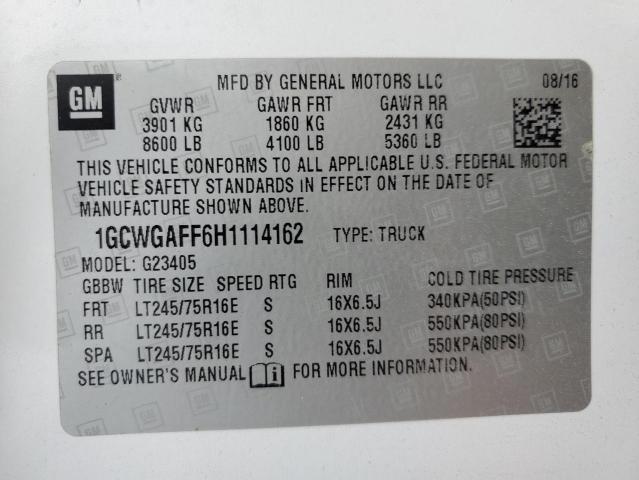 GM
MFD BY GENERAL MOTORS LLC 08/16
GVWR GAWR FRT GAWR RR
3901 KG 1860 KG 2431 KG
8600 LB 4100 LB 5360 LB
THIS VEHICLE CONFORMS TO ALL APPLICABLE U.S. FEDERAL MOTOR
VEHICLE SAFETY STANDARDS IN EFFECT ON THE DATE OF
MANUFACTURE SHOWN ABOVE.
1GCWGAFF6H1114162 TYPE: TRUCK
MODEL: G23405
GBBW TIRE SIZE SPEED RTG RIM COLD TIRE PRESSURE
FRT LT245/75R16E S 16X6.5J 340KPA(50PSI)
RR LT245/75R16E S 16X6.5J 550KPA(80PSI)
SPA LT245/75R16E S 16X6.5J 550KPA(80PSI)
SEE OWNER'S MANUAL FOR MORE INFORMATION.